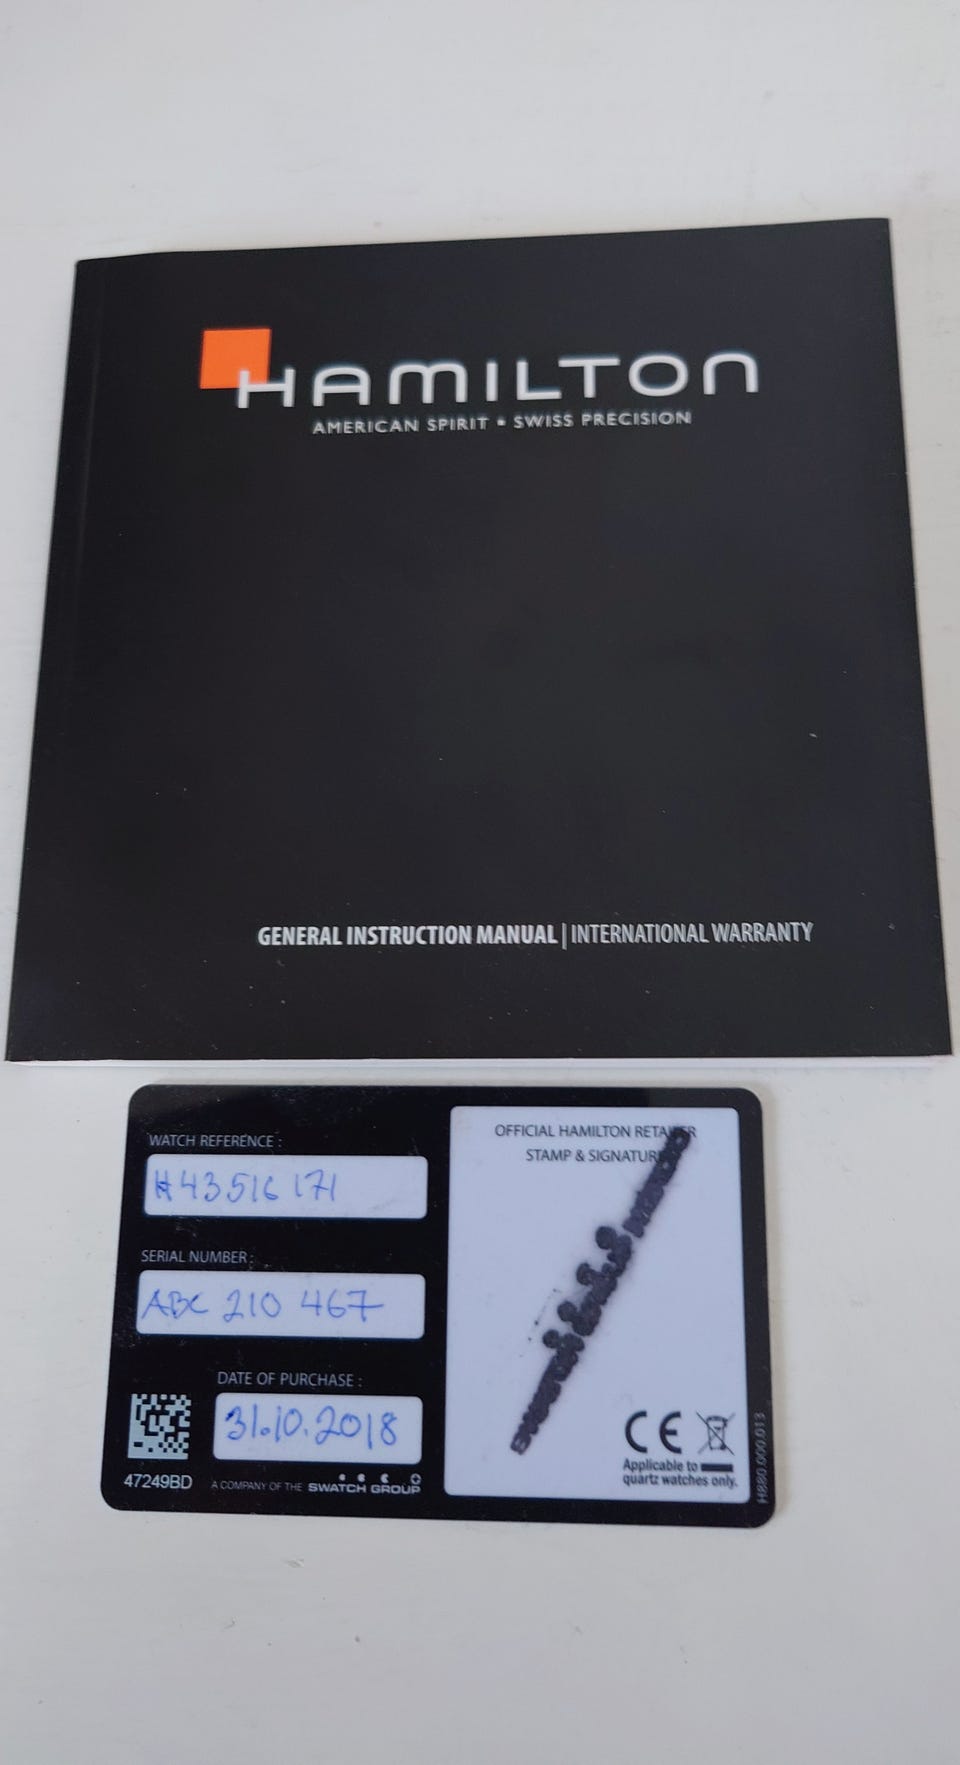 HAMILTON
AMERICAN SPIRIT • SWISS PRECISION
GENERAL INSTRUCTION MANUAL | INTERNATIONAL WARRANTY
WATCH REFERENCE :
H43516171
SERIAL NUMBER :
ABC 210 467
DATE OF PURCHASE :
31.10.2018
47249BD
A COMPANY OF THE SWATCH GROUP
OFFICIAL HAMILTON RETAILER
STAMP & SIGNATURE
CE
Applicable to
quartz watches only.
H880.000.013